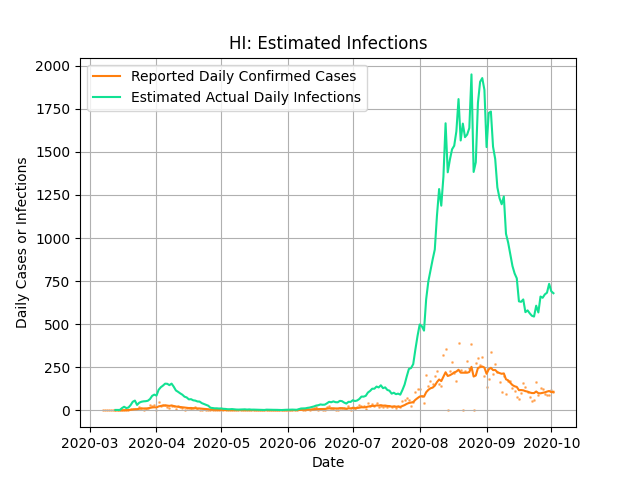 HI: Estimated Infections
Reported Daily Confirmed Cases
Estimated Actual Daily Infections
Daily Cases or Infections
2000
1750
1500
1250
1000
750
500
250
0
2020-03 2020-04 2020-05 2020-06 2020-07 2020-08 2020-09 2020-10
Date